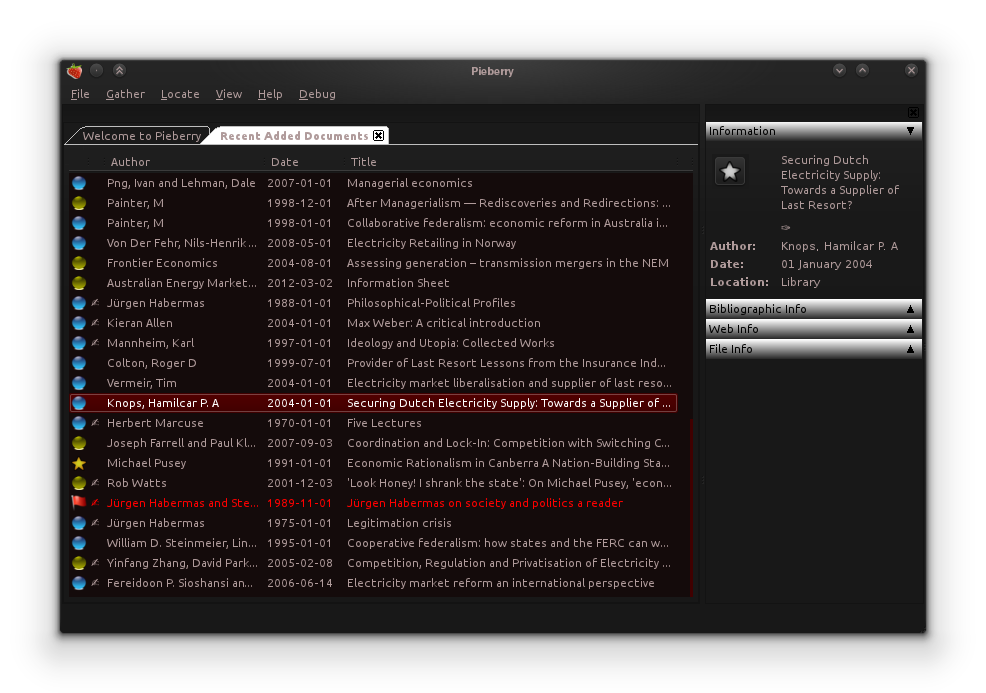 Pieberry
File Gather Locate View Help Debug
Welcome to Pieberry Recent Added Documents
Author Date Title
Png, Ivan and Lehman, Dale 2007-01-01 Managerial economics
Painter, M 1998-12-01 After Managerialism — Rediscoveries and Redirections: ...
Painter, M 1998-01-01 Collaborative federalism: economic reform in Australia i...
Von Der Fehr, Nils-Henrik... 2008-05-01 Electricity Retailing in Norway
Frontier Economics 2004-08-01 Assessing generation – transmission mergers in the NEM
Australian Energy Market... 2012-03-02 Information Sheet
Jürgen Habermas 1988-01-01 Philosophical-Political Profiles
Kieran Allen 2004-01-01 Max Weber: A critical introduction
Mannheim, Karl 1997-01-01 Ideology and Utopia: Collected Works
Colton, Roger D 1999-07-01 Provider of Last Resort Lessons from the Insurance Ind...
Vermeir, Tim 2004-01-01 Electricity market liberalisation and supplier of last reso...
Knops, Hamilcar P. A 2004-01-01 Securing Dutch Electricity Supply: Towards a Supplier of ...
Herbert Marcuse 1970-01-01 Five Lectures
Joseph Farrell and Paul Kl... 2007-09-03 Coordination and Lock-In: Competition with Switching C...
Michael Pusey 1991-01-01 Economic Rationalism in Canberra A Nation-Building Sta...
Rob Watts 2001-12-03 'Look Honey! I shrank the state': On Michael Pusey, 'econ...
Jürgen Habermas and Ste... 1989-11-01 Jürgen Habermas on society and politics a reader
Jürgen Habermas 1975-01-01 Legitimation crisis
William D. Steinmeier, Lin... 1995-01-01 Cooperative federalism: how states and the FERC can w...
Yinfang Zhang, David Park... 2005-02-08 Competition, Regulation and Privatisation of Electricity ...
Fereidoon P. Sioshansi an... 2006-06-14 Electricity market reform an international perspective
Information
Securing Dutch
Electricity Supply:
Towards a Supplier of
Last Resort?
Author: Knops, Hamilcar P. A
Date: 01 January 2004
Location: Library
Bibliographic Info
Web Info
File Info